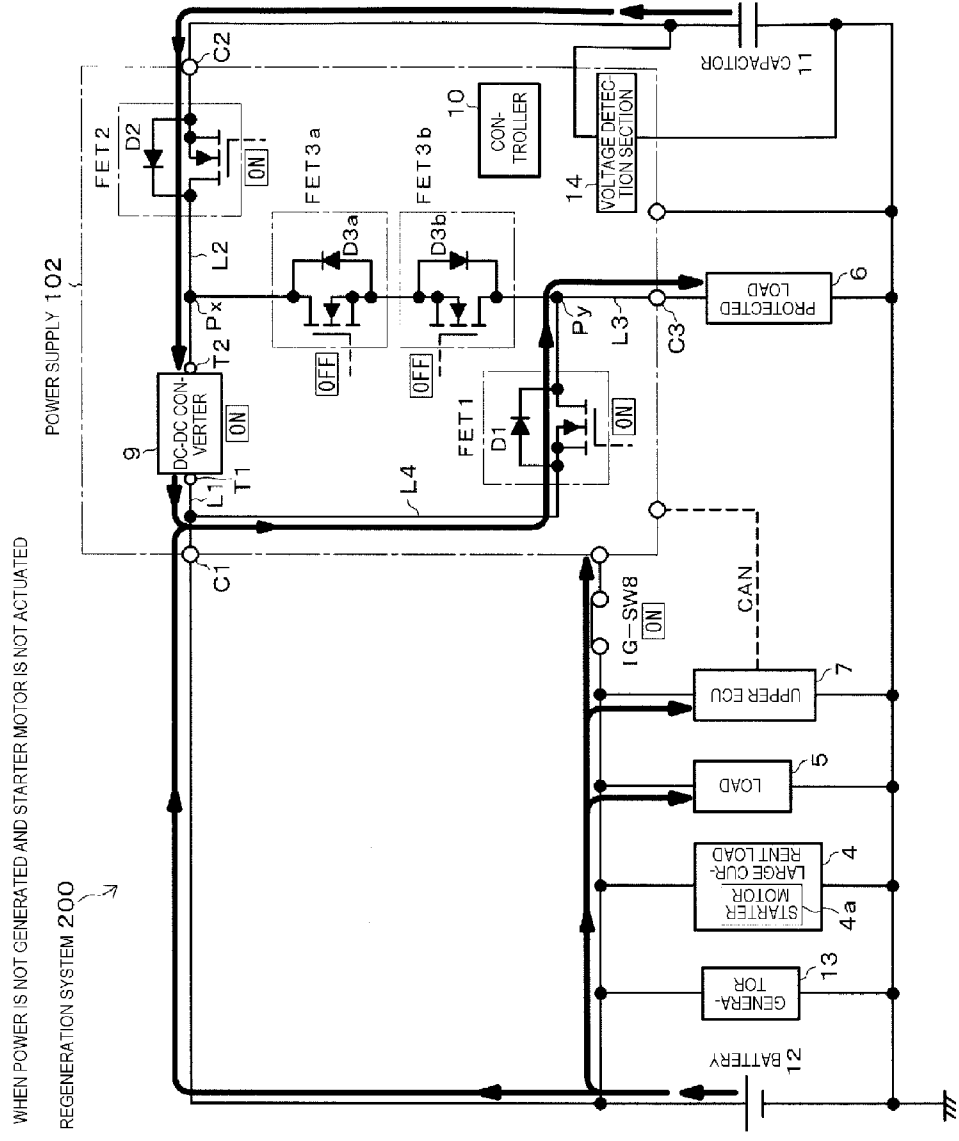 WHEN POWER IS NOT GENERATED AND STARTER MOTOR IS NOT ACTUATED
REGENERATION SYSTEM 200
POWER SUPPLY 102
FET2
D2
ON
C2
9
DC-DC CON-
VERTER
ON
T1
T2
L1
L2
Px
C1
FET3a
D3a
OFF
FET3b
D3b
OFF
10
CON-
TROLLER
14
VOLTAGE DETEC-
TION SECTION
CAPACITOR
11
L4
FET1
D1
ON
Py
L3
C3
PROTECTED
LOAD
6
IG-SW8
ON
CAN
UPPER ECU
7
LOAD
5
LARGE CUR-
RENT LOAD
STARTER
MOTOR
4
4a
GENERA-
TOR
13
BATTERY
12